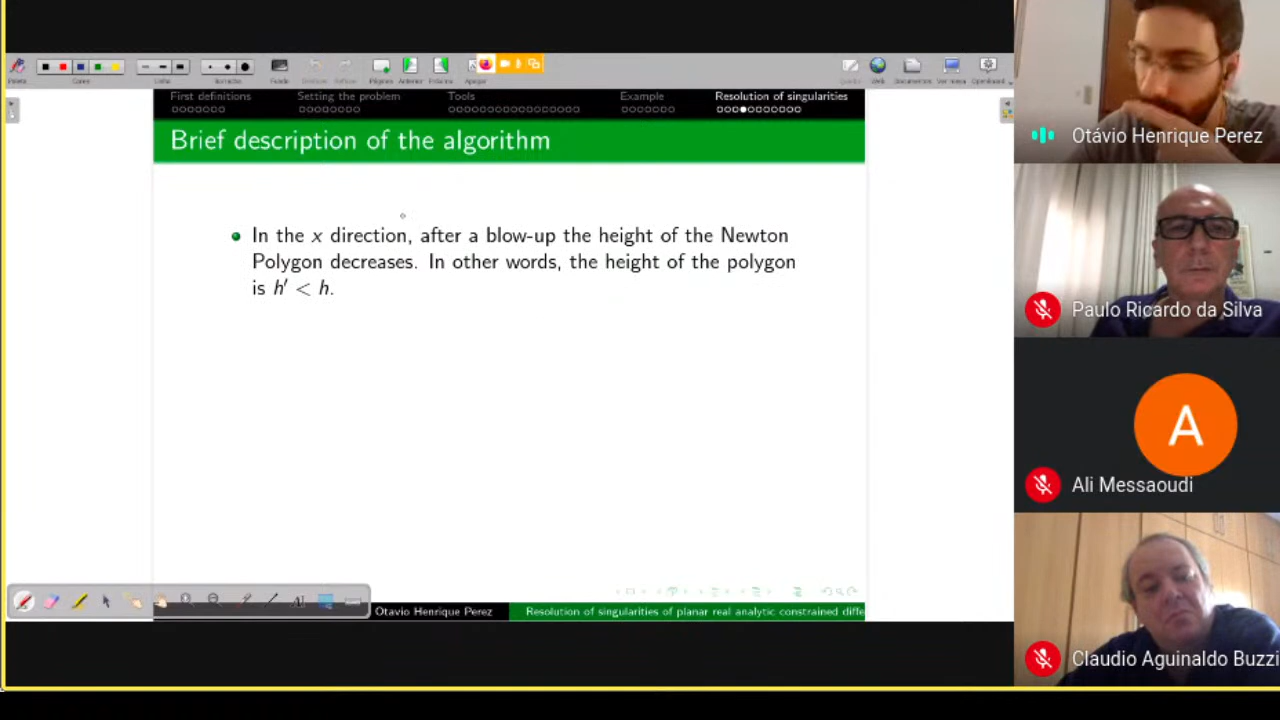 First definitions
Setting the problem
Tools
Example
Resolution of singularities
Brief description of the algorithm
In the x direction, after a blow-up the height of the Newton
Polygon decreases. In other words, the height of the polygon
is h′ < h.
Otavio Henrique Perez
Resolution of singularities of planar real analytic constrained diffe
Otávio Henrique Perez
Paulo Ricardo da Silva
A
Ali Messaoudi
Claudio Aguinaldo Buzzi